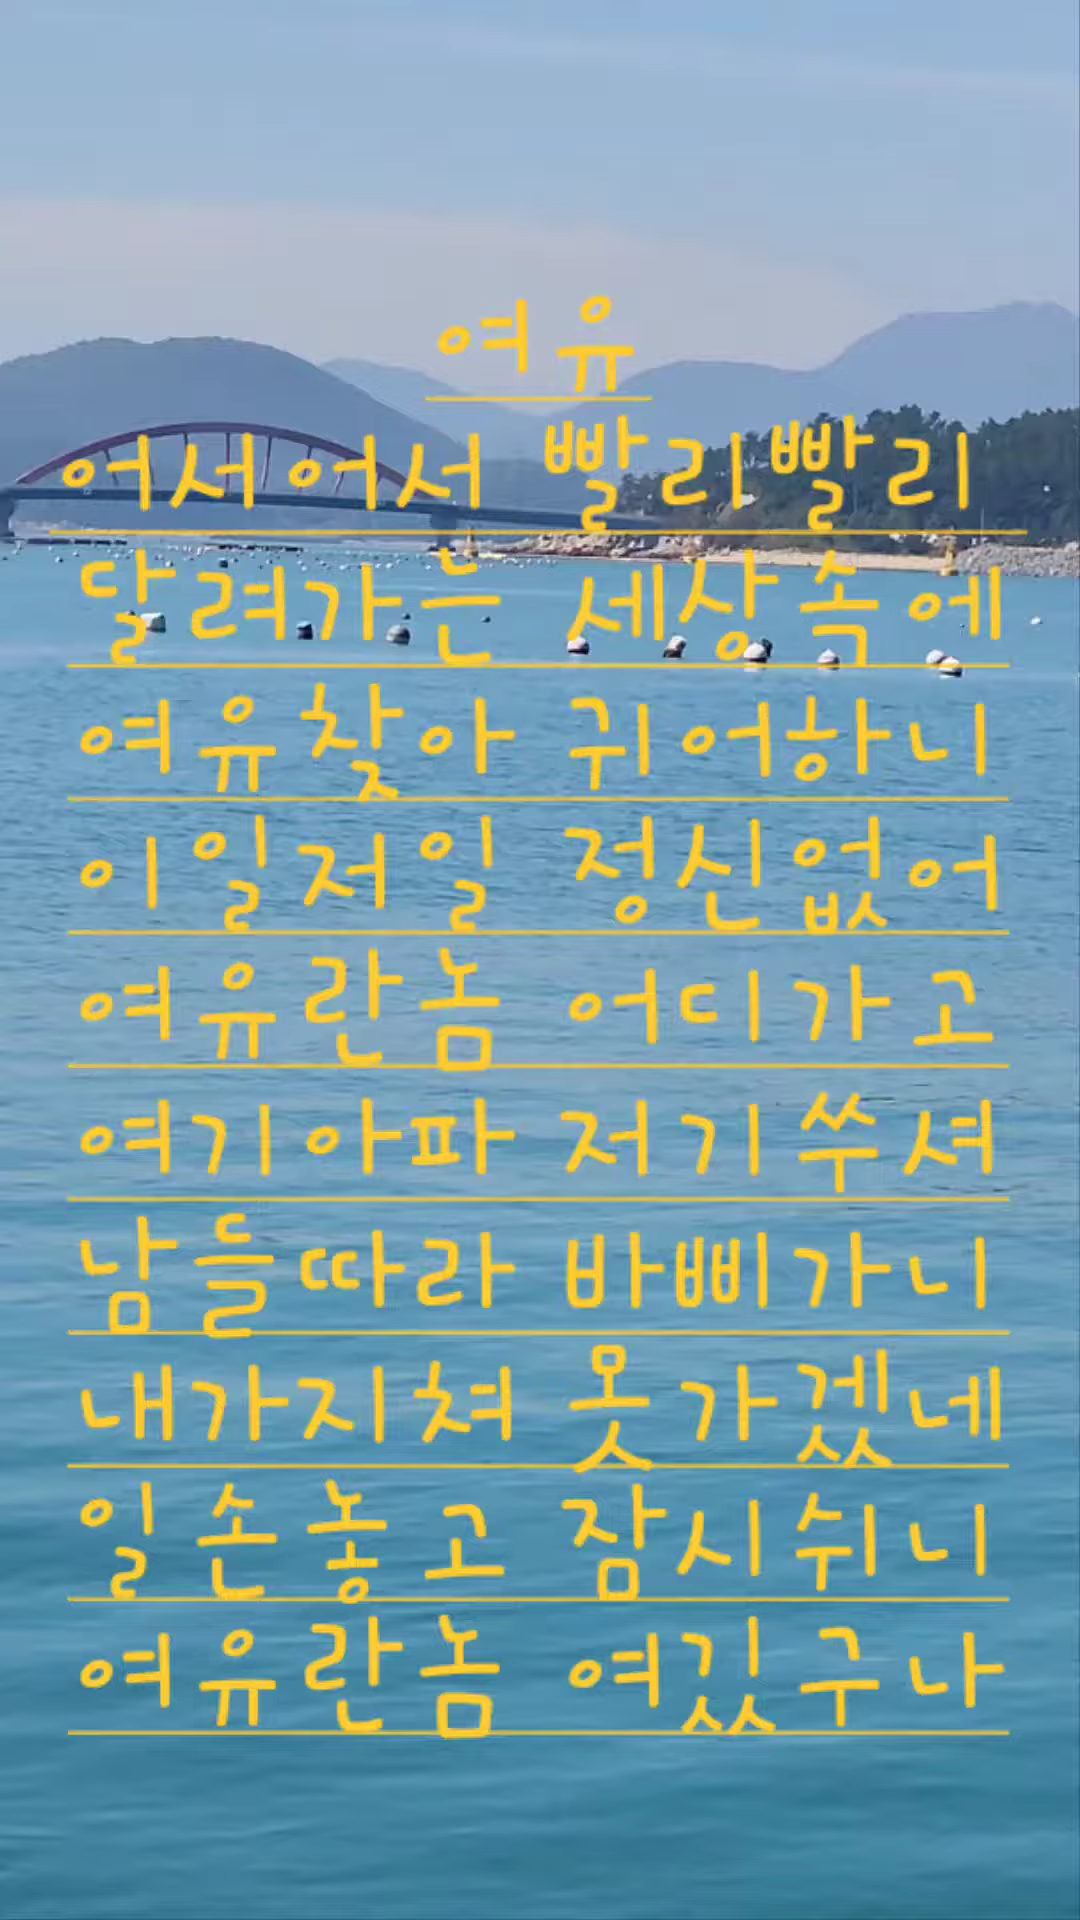 여유
어서어서 빨리빨리
달려가는 세상속에
여유찾아 귀어하니
이일저일 정신없어
여유란놈 어디가고
여기아파 저기쑤셔
남들따라 바삐가니
내가지쳐 못가겠네
일손놓고 잠시쉬니
여유란놈 여깄구나